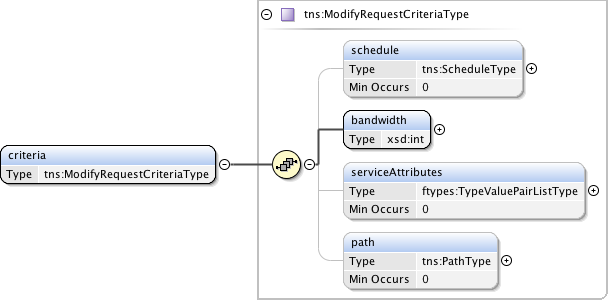 tns:ModifyRequestCriteriaType
schedule
Type tns:ScheduleType
Min Occurs 0
bandwidth
Type xsd:int
criteria
Type tns:ModifyRequestCriteriaType
serviceAttributes
Type ftypes:TypeValuePairListType
Min Occurs 0
path
Type tns:PathType
Min Occurs 0